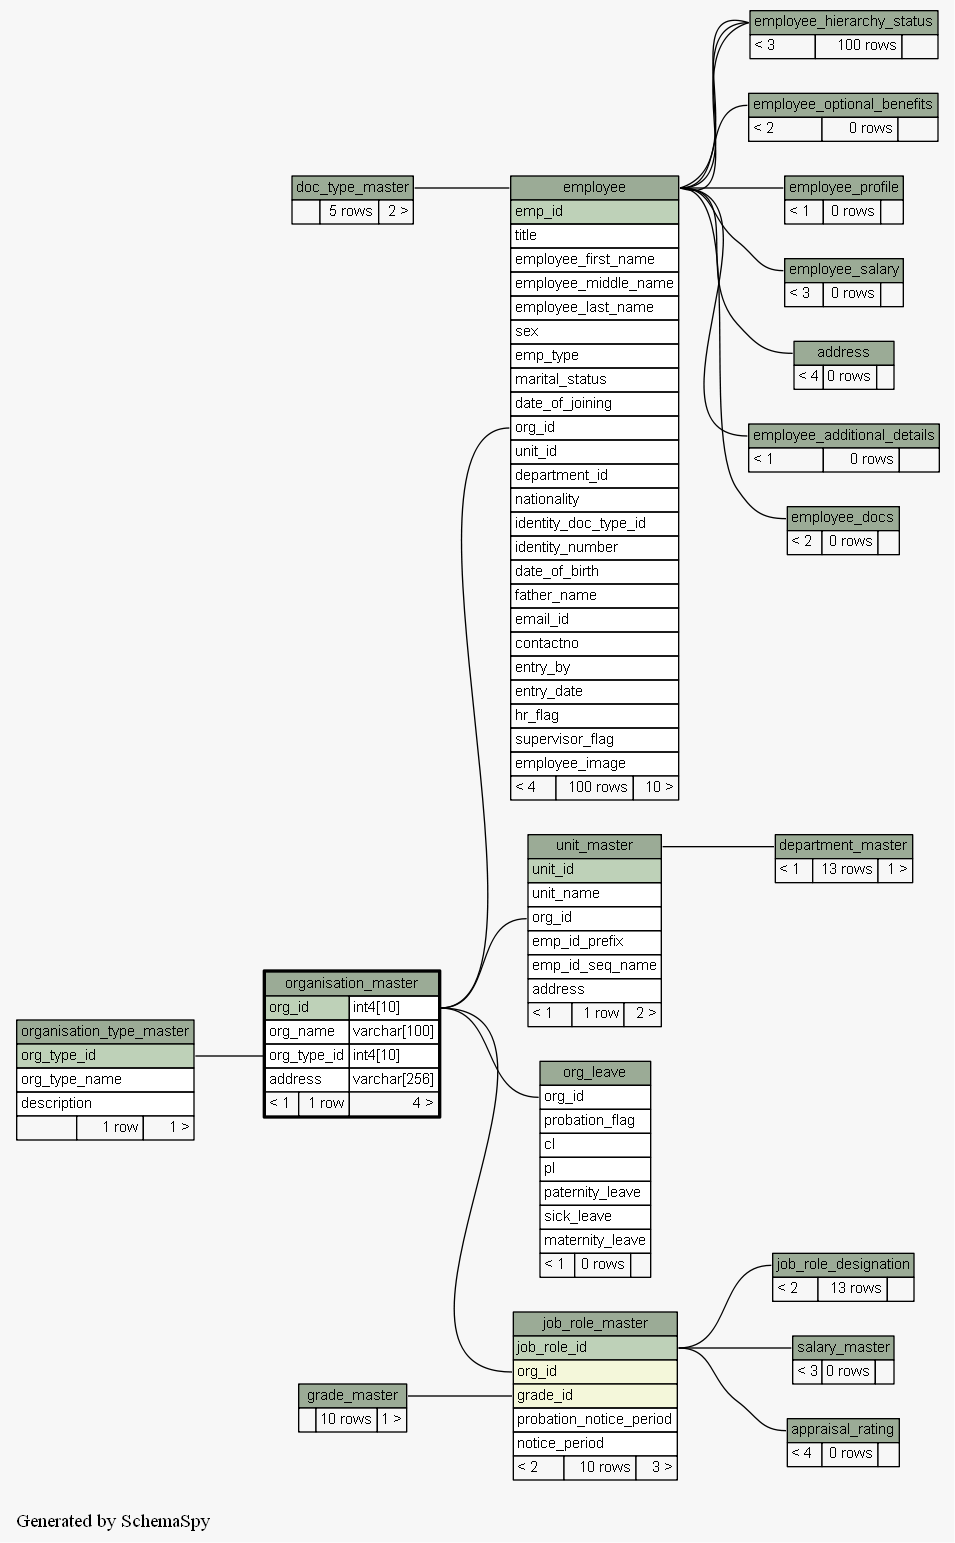 employee_hierarchy_status
< 3 100 rows
employee_optional_benefits
< 2 0 rows
doc_type_master
5 rows 2 >
employee
emp_id
title
employee_first_name
employee_middle_name
employee_last_name
sex
emp_type
marital_status
date_of_joining
org_id
unit_id
department_id
nationality
identity_doc_type_id
identity_number
date_of_birth
father_name
email_id
contactno
entry_by
entry_date
hr_flag
supervisor_flag
employee_image
< 4 100 rows 10 >
employee_profile
< 1 0 rows
employee_salary
< 3 0 rows
address
< 4 0 rows
employee_additional_details
< 1 0 rows
employee_docs
< 2 0 rows
unit_master
unit_id
unit_name
org_id
emp_id_prefix
emp_id_seq_name
address
< 1 1 row 2 >
department_master
< 1 13 rows 1 >
organisation_master
org_id int4[10]
org_name varchar[100]
org_type_id int4[10]
address varchar[256]
< 1 1 row 4 >
organisation_type_master
org_type_id
org_type_name
description
1 row 1 >
org_leave
org_id
probation_flag
cl
pl
paternity_leave
sick_leave
maternity_leave
< 1 0 rows
job_role_designation
< 2 13 rows
job_role_master
job_role_id
org_id
grade_id
probation_notice_period
notice_period
< 2 10 rows 3 >
salary_master
< 3 0 rows
grade_master
10 rows 1 >
appraisal_rating
< 4 0 rows
Generated by SchemaSpy